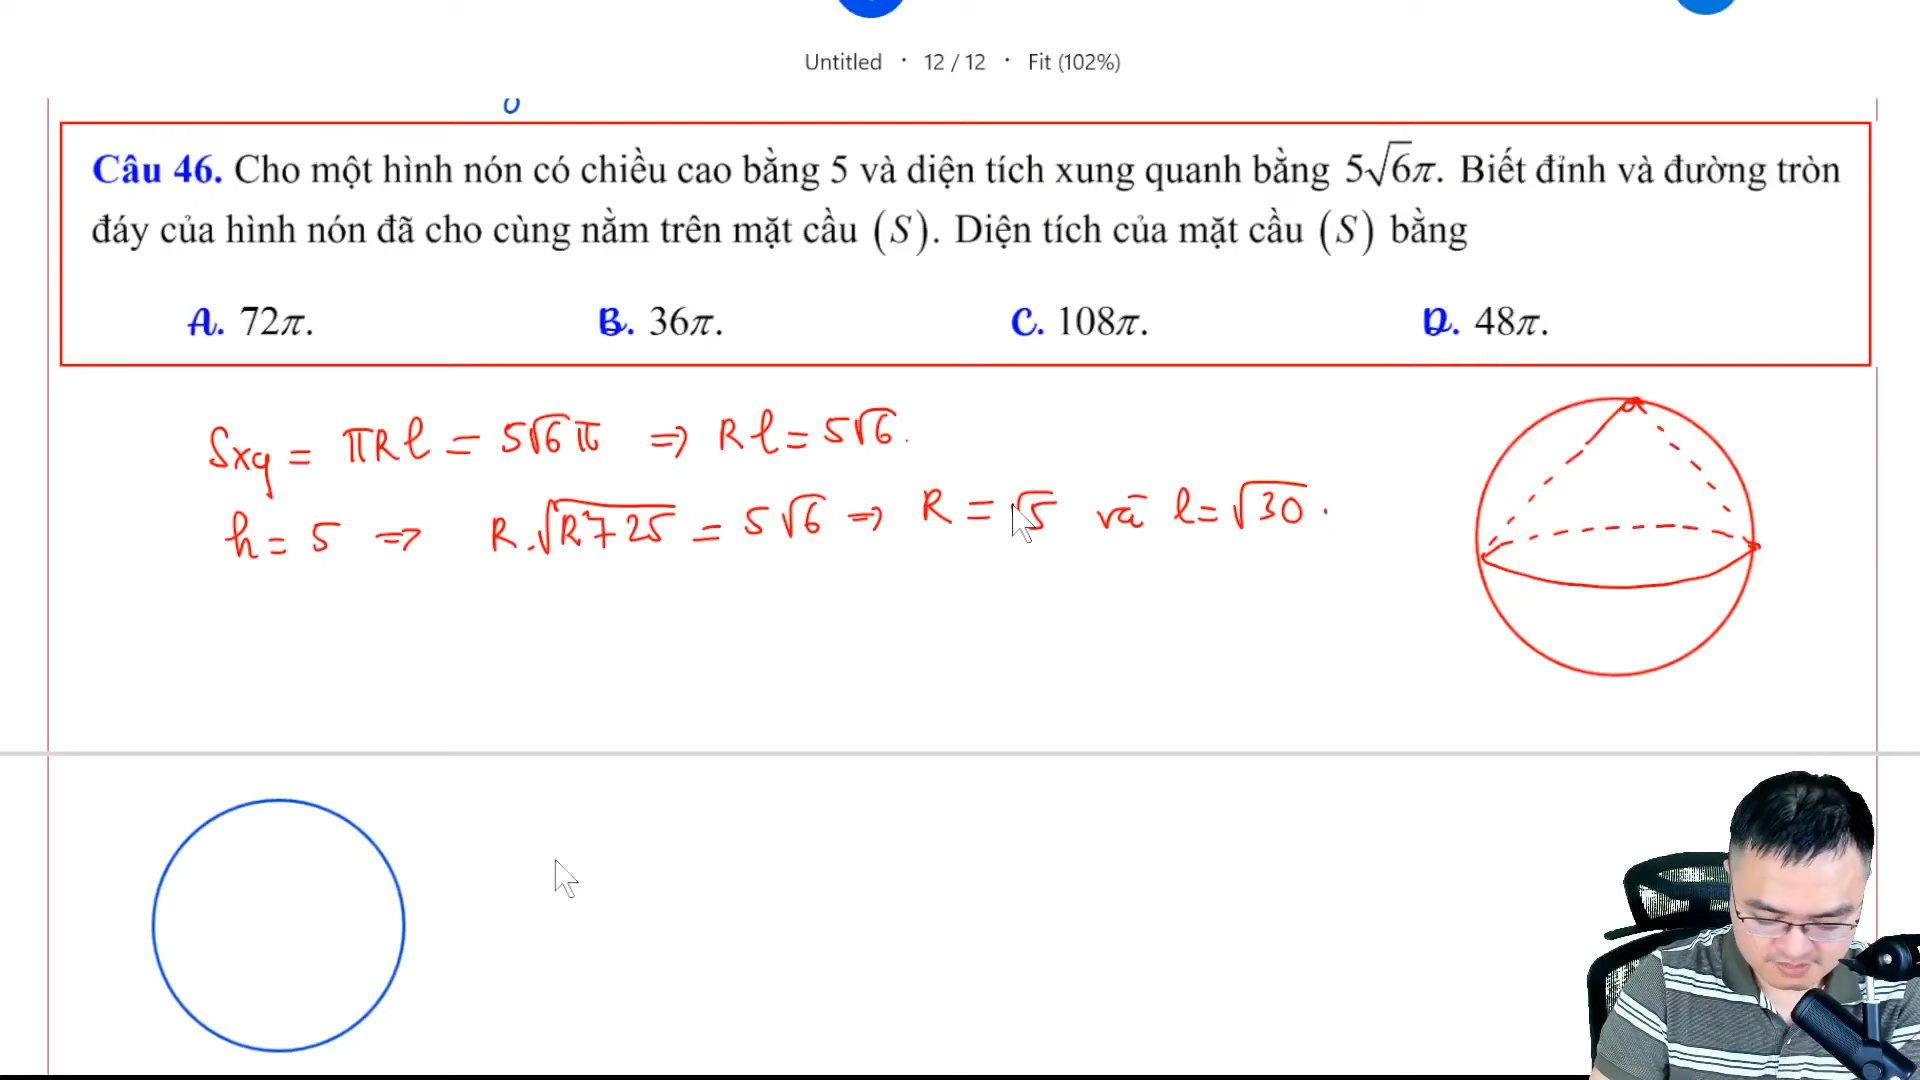 Untitled · 12 / 12 · Fit (102%)
Câu 46. Cho một hình nón có chiều cao bằng 5 và diện tích xung quanh bằng 5√6π. Biết đỉnh và đường tròn
đáy của hình nón đã cho cùng nằm trên mặt cầu (S). Diện tích của mặt cầu (S) bằng
A. 72π. B. 36π. C. 108π. D. 48π.
Sxq = πRl = 5√6π => Rl = 5√6.
h = 5 => R.√(R²+25) = 5√6 => R = √5 và l = √30.